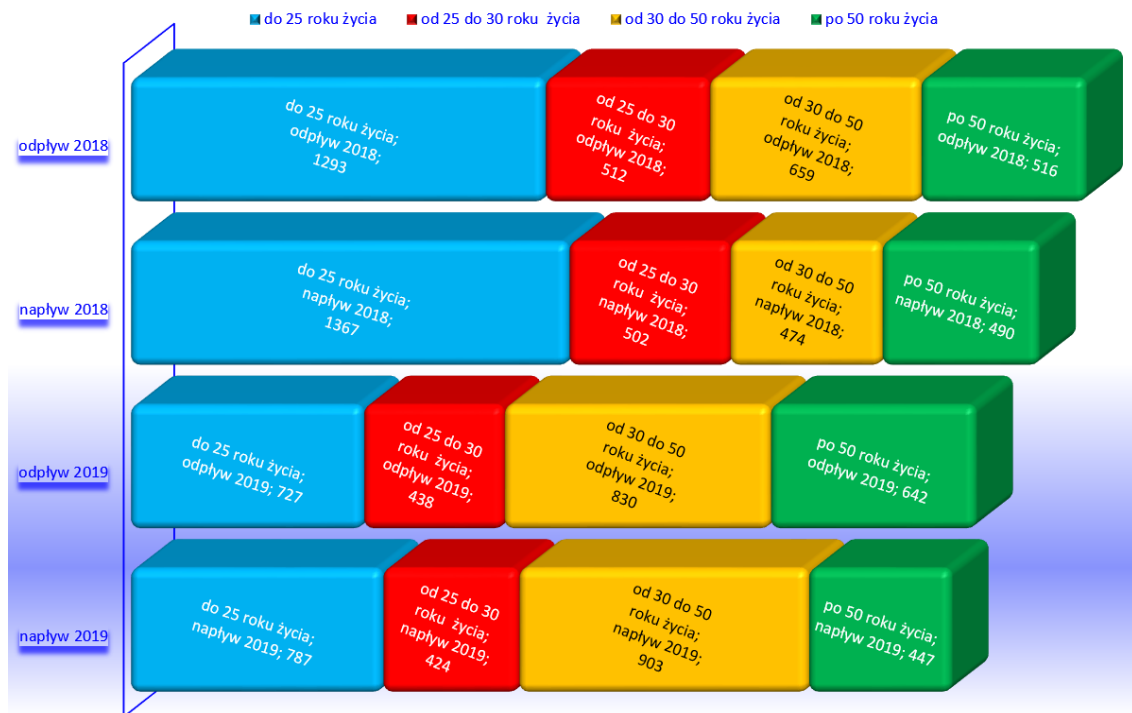 do 25 roku życia
od 25 do 30 roku życia
od 30 do 50 roku życia
po 50 roku życia
odpływ 2018
do 25 roku życia;
odpływ 2018;
1293
od 25 do 30
roku życia;
odpływ 2018;
512
od 30 do 50
roku życia;
odpływ 2018;
659
po 50 roku życia;
odpływ 2018; 516
napływ 2018
do 25 roku życia;
napływ 2018;
1367
od 25 do 30
roku życia;
napływ 2018;
502
od 30 do 50
roku życia;
napływ 2018;
474
po 50 roku życia;
napływ 2018; 490
odpływ 2019
do 25 roku życia;
odpływ 2019; 727
od 25 do 30
roku życia;
odpływ 2019;
438
od 30 do 50
roku życia;
odpływ 2019;
830
po 50 roku życia;
odpływ 2019; 642
napływ 2019
do 25 roku życia;
napływ 2019; 787
od 25 do 30
roku życia;
napływ 2019;
424
od 30 do 50
roku życia;
napływ 2019;
903
po 50 roku życia;
napływ 2019; 447